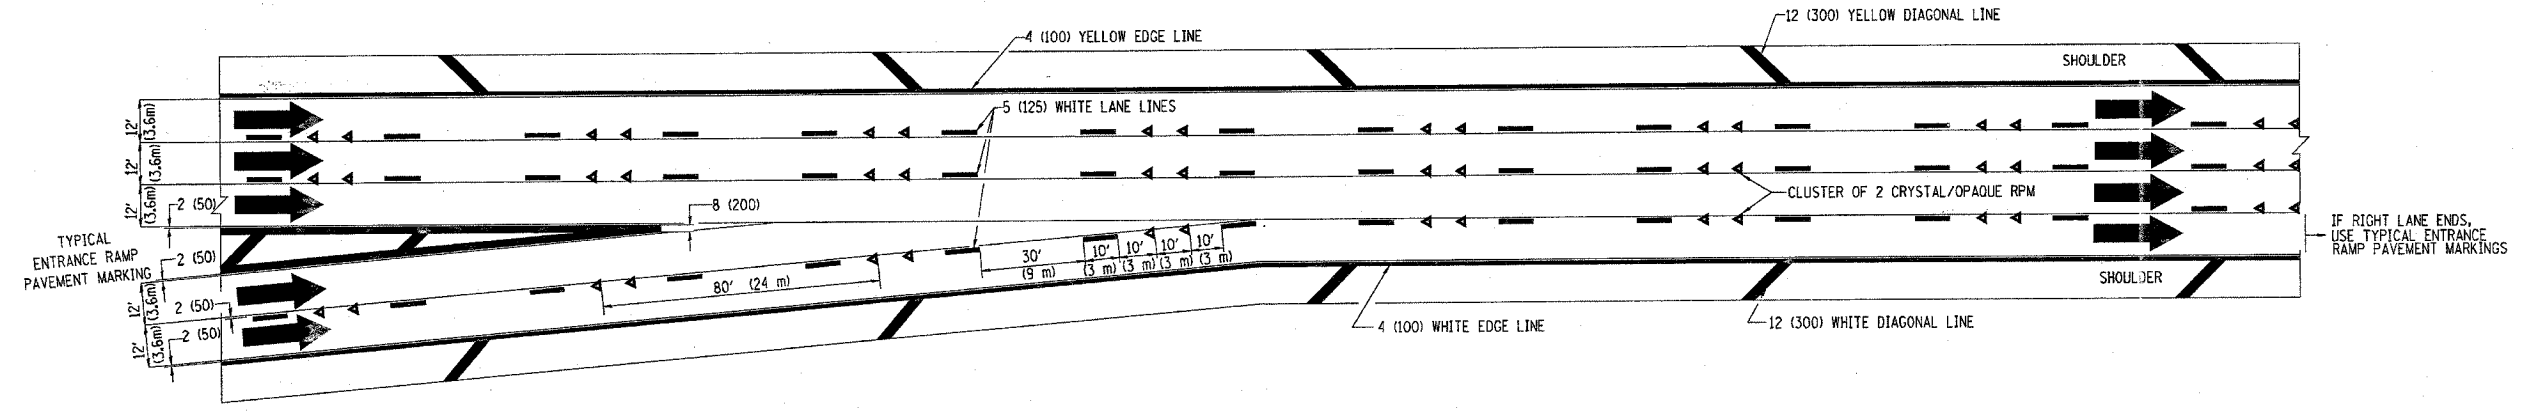 12 (300) YELLOW DIAGONAL LINE
4 (100) YELLOW EDGE LINE
SHOULDER
5 (125) WHITE LANE LINES
12'
(3.6m)
12'
(3.6m)
12'
(3.6m)
2 (50)
8 (200)
CLUSTER OF 2 CRYSTAL/OPAQUE RPM
TYPICAL
ENTRANCE RAMP
PAVEMENT MARKING
2 (50)
IF RIGHT LANE ENDS,
USE TYPICAL ENTRANCE
RAMP PAVEMENT MARKINGS
30'
(9 m)
10'
(3 m)
10'
(3 m)
10'
(3 m)
10'
(3 m)
80' (24 m)
SHOULDER
12'
(3.6m)
2 (50)
12'
(3.6m)
2 (50)
4 (100) WHITE EDGE LINE
12 (300) WHITE DIAGONAL LINE